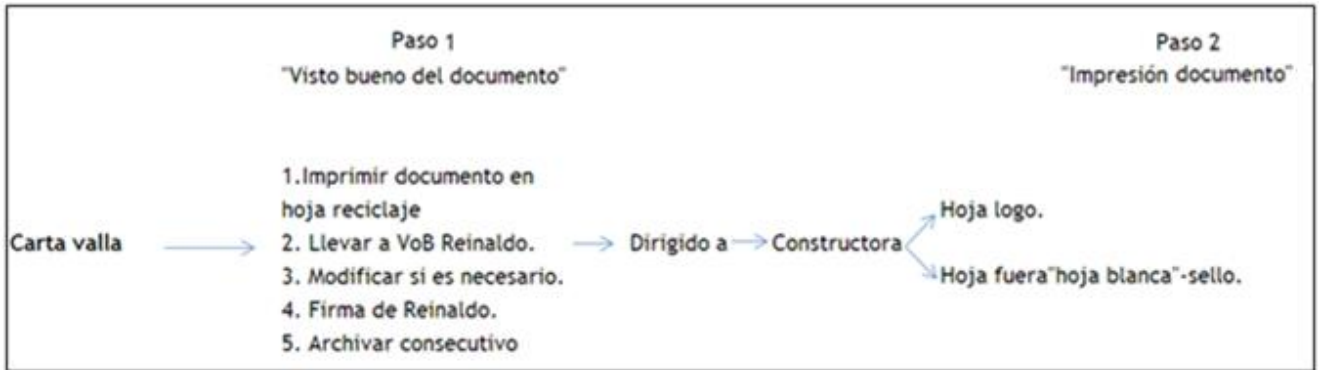 Paso 1
"Visto bueno del documento"
Paso 2
"Impresión documento"
Carta valla
1.Imprimir documento en
hoja reciclaje
2. Llevar a VoB Reinaldo.
3. Modificar si es necesario.
4. Firma de Reinaldo.
5. Archivar consecutivo
Dirigido a
Constructora
Hoja logo.
Hoja fuera"hoja blanca"-sello.